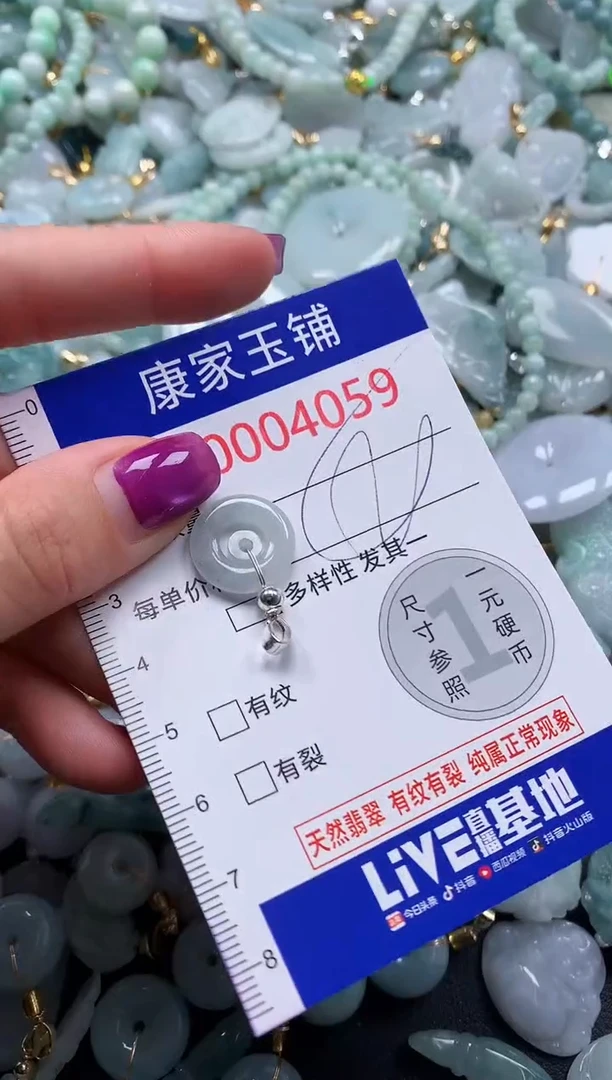 康家玉铺
0004059
0
每单价
多样性 发其一
3
4
5
6
7
8
有纹
有裂
尺寸参照
1
一元硬币
天然翡翠 有纹有裂 纯属正常现象
LiVE直播基地
今日头条 抖音 西瓜视频 抖音火山版